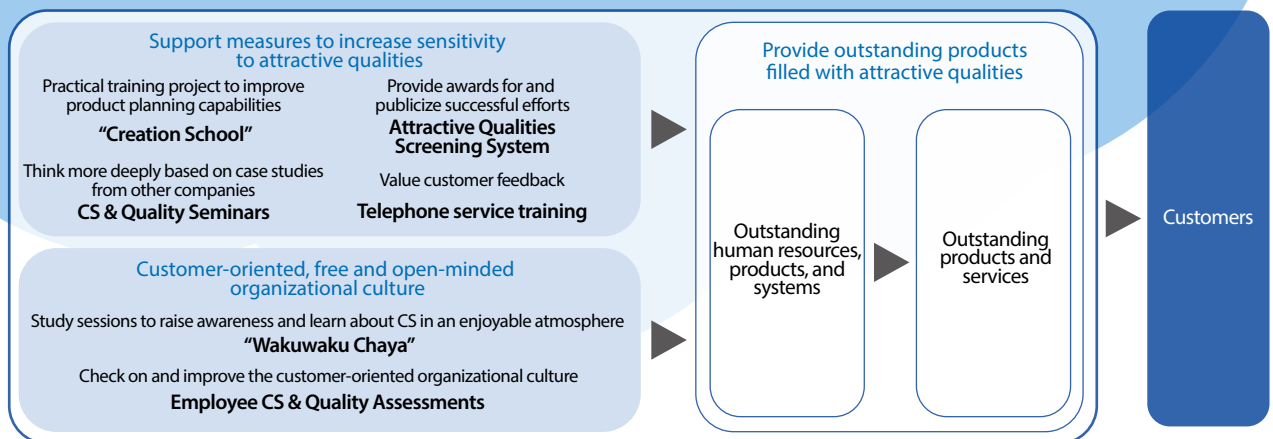 Support measures to increase sensitivity
to attractive qualities
Practical training project to improve
product planning capabilities
“Creation School”
Provide awards for and
publicize successful efforts
Attractive Qualities
Screening System
Think more deeply based on case studies
from other companies
CS & Quality Seminars
Value customer feedback
Telephone service training
Customer-oriented, free and open-minded
organizational culture
Study sessions to raise awareness and learn about CS in an enjoyable atmosphere
“Wakuwaku Chaya”
Check on and improve the customer-oriented organizational culture
Employee CS & Quality Assessments
Provide outstanding products
filled with attractive qualities
Outstanding
human resources,
products, and
systems
Outstanding
products and
services
Customers